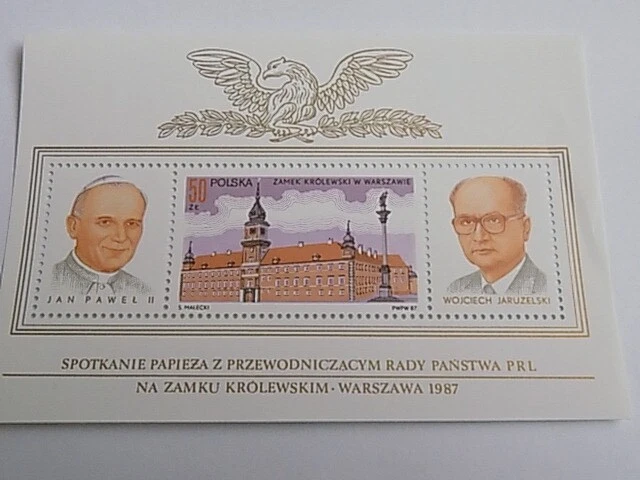 50 ZŁ
POLSKA
ZAMEK KRÓLEWSKI W WARSZAWIE
JAN PAWEŁ II
S. MAŁECKI
PWPW 87
WOJCIECH JARUZELSKI
SPOTKANIE PAPIEŻA Z PRZEWODNICZĄCYM RADY PAŃSTWA PRL
NA ZAMKU KRÓLEWSKIM · WARSZAWA 1987